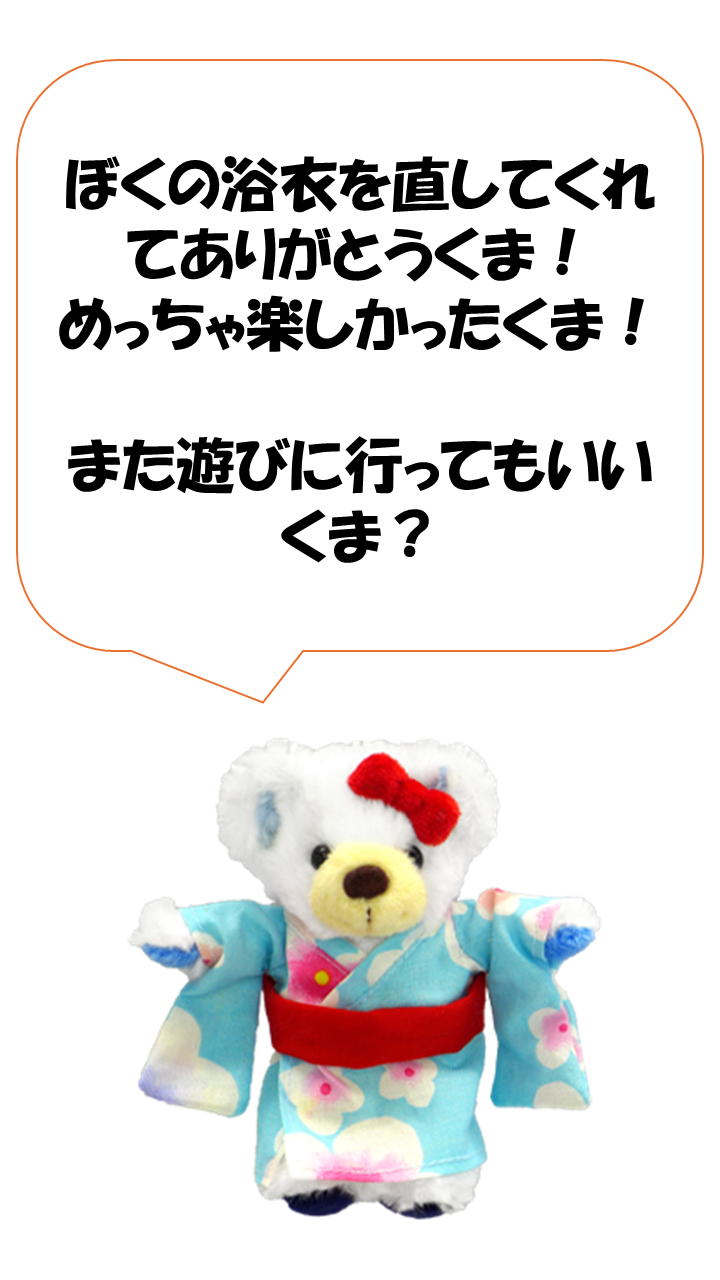 ぼくの浴衣を直してくれ
てありがとうくま！
めっちゃ楽しかったくま！
また遊びに行ってもいい
くま？